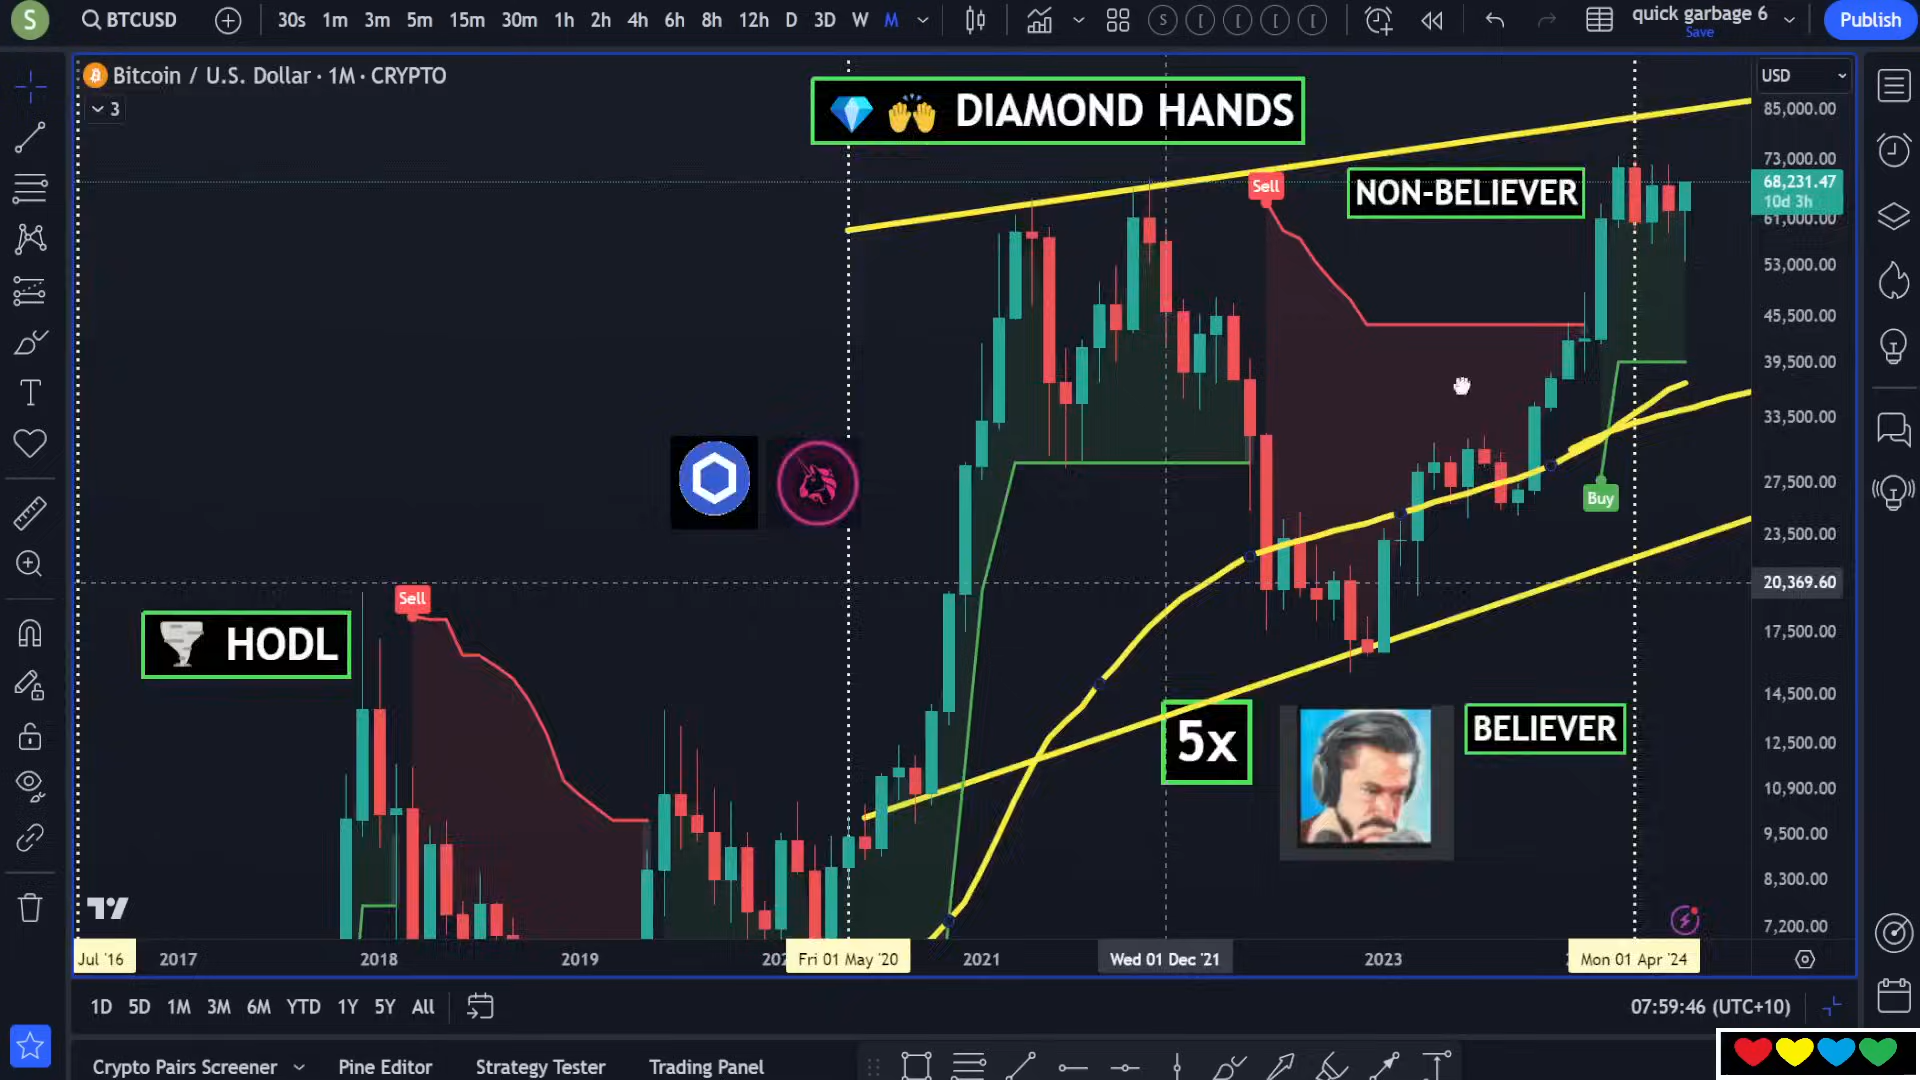 S
BTCUSD
30s 1m 3m 5m 15m 30m 1h 2h 4h 6h 8h 12h D 3D W M
S
quick garbage 6
Save
Publish
Bitcoin / U.S. Dollar · 1M · CRYPTO
3
USD
💎 🙌 DIAMOND HANDS
NON-BELIEVER
Sell
85,000.00
73,000.00
68,231.47
10d 3h
61,000.00
53,000.00
45,500.00
39,500.00
33,500.00
27,500.00
23,500.00
20,369.60
17,500.00
14,500.00
12,500.00
10,900.00
9,500.00
8,300.00
7,200.00
Buy
Sell
🌪 HODL
5x
BELIEVER
Jul '16
2017
2018
2019
Fri 01 May '20
2021
Wed 01 Dec '21
2023
Mon 01 Apr '24
1D 5D 1M 3M 6M YTD 1Y 5Y All
07:59:46 (UTC+10)
Crypto Pairs Screener
Pine Editor
Strategy Tester
Trading Panel